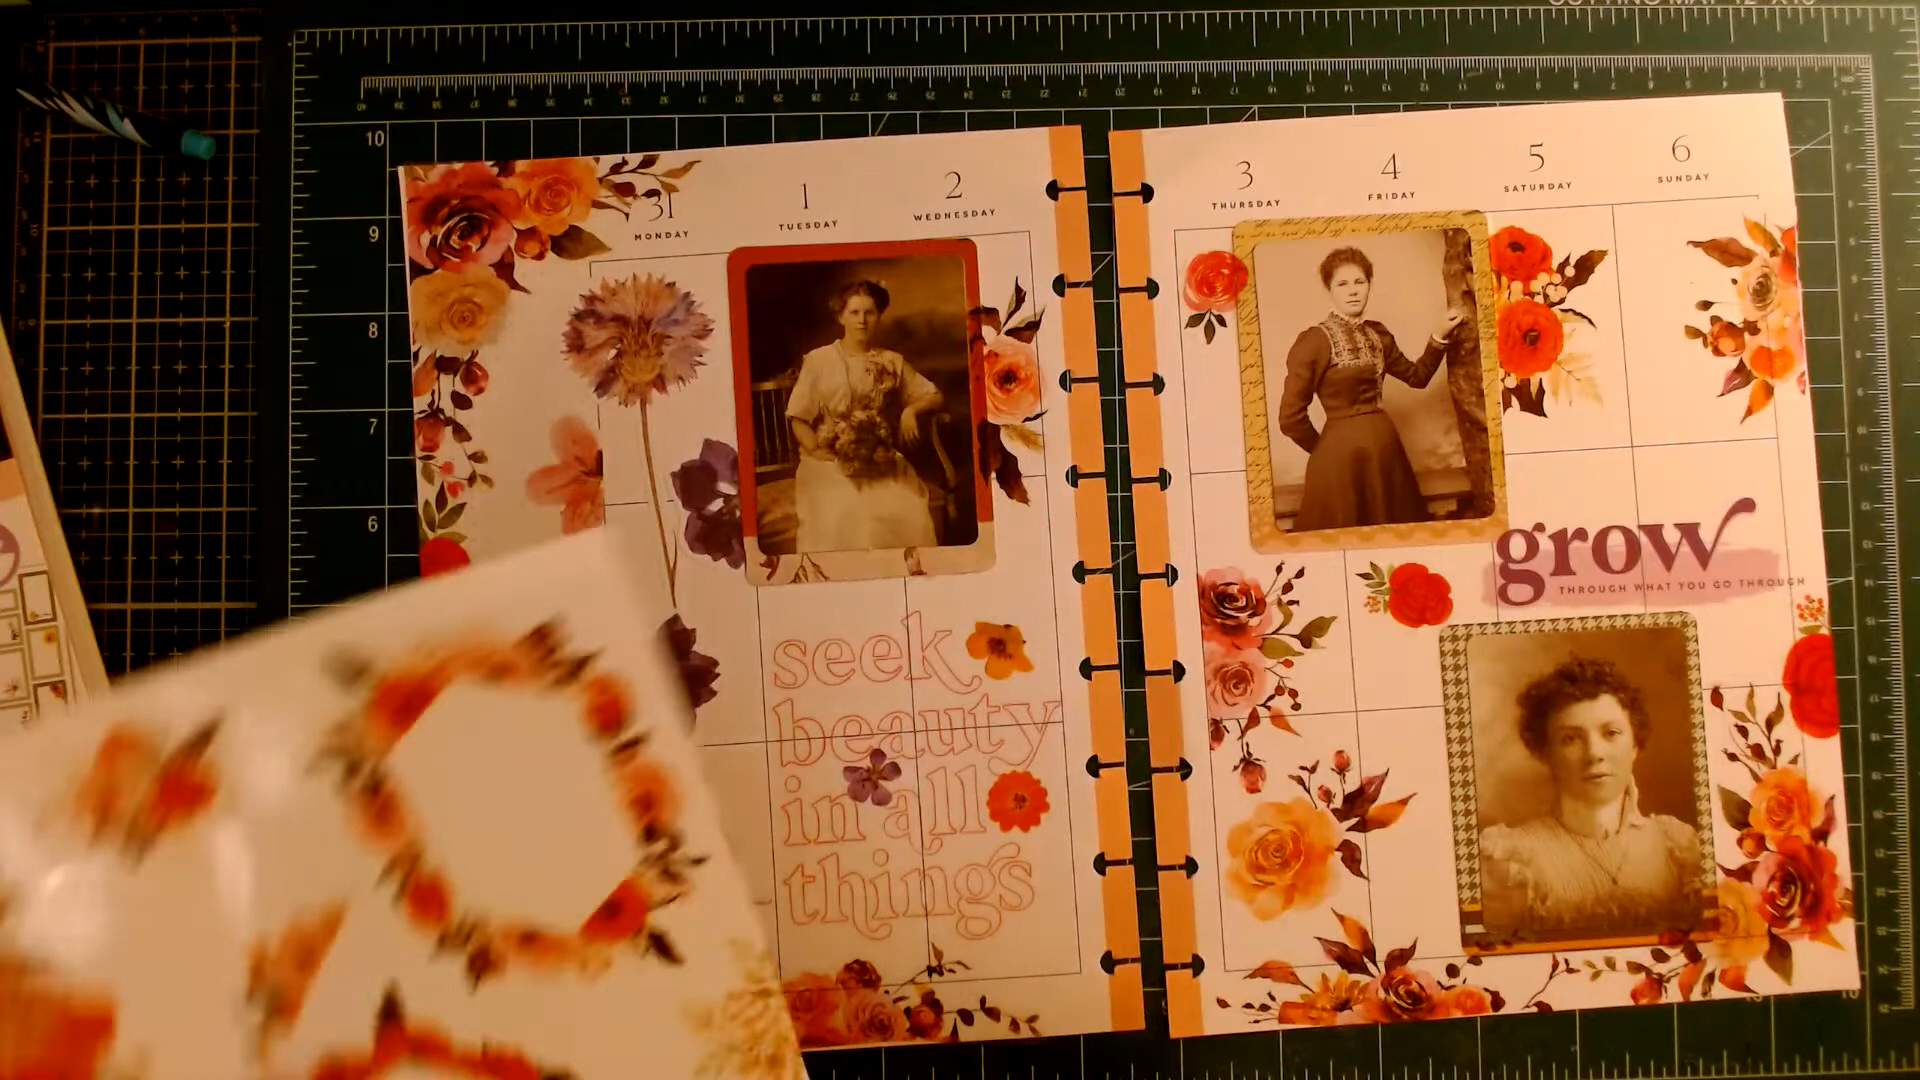 10
9
8
7
6
31
MONDAY
1
TUESDAY
2
WEDNESDAY
seek
beauty
in all
things
3
THURSDAY
4
FRIDAY
5
SATURDAY
6
SUNDAY
grow
THROUGH WHAT YOU GO THROUGH